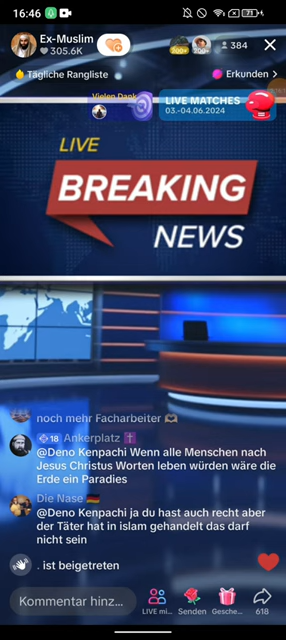 16:46
71
Ex-Muslim
305.6K
700+
300+
384
Tägliche Rangliste
Erkunden
Vielen Dank
LIVE MATCHES
03.-04.06.2024
LIVE
BREAKING
NEWS
noch mehr Facharbeiter
18 Ankerplatz
@Deno Kenpachi Wenn alle Menschen nach
Jesus Christus Worten leben würden wäre die
Erde ein Paradies
Die Nase
@Deno Kenpachi ja du hast auch recht aber
der Täter hat in islam gehandelt das darf
nicht sein
. ist beigetreten
Kommentar hinz...
LIVE mi...
Senden
Gesche...
618